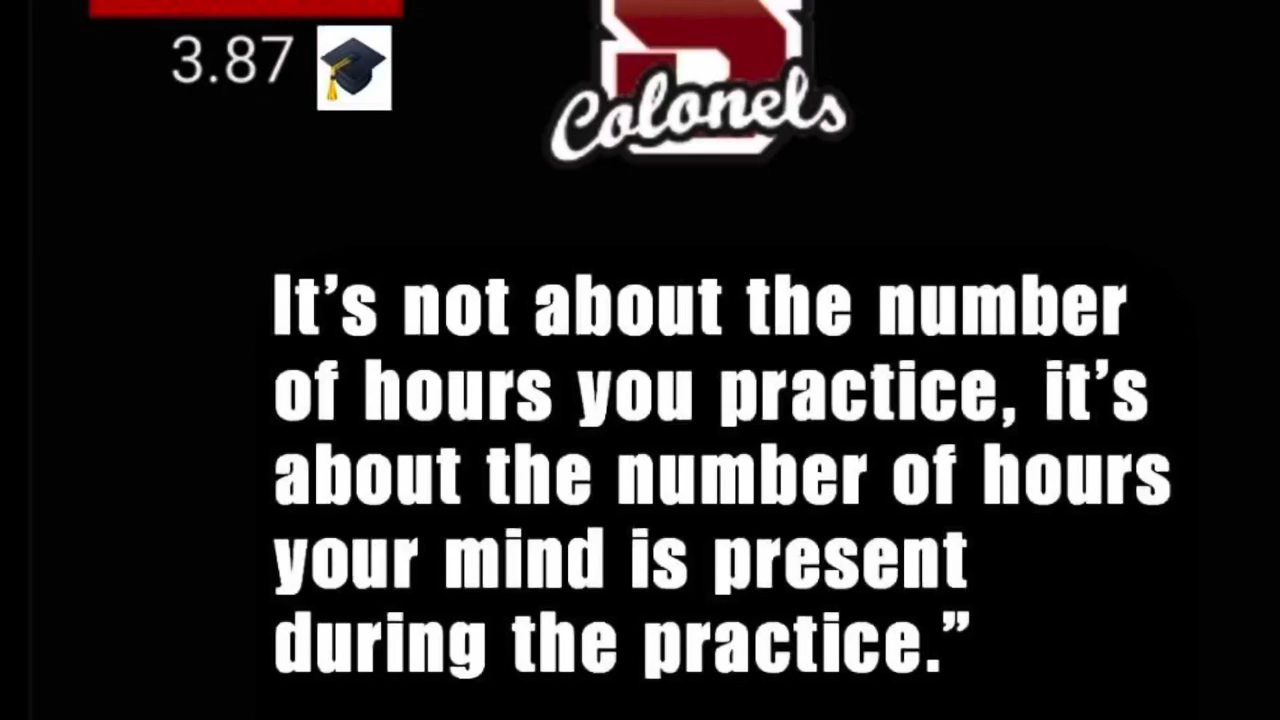 3.87
Colonels
It’s not about the number
of hours you practice, it’s
about the number of hours
your mind is present
during the practice.”